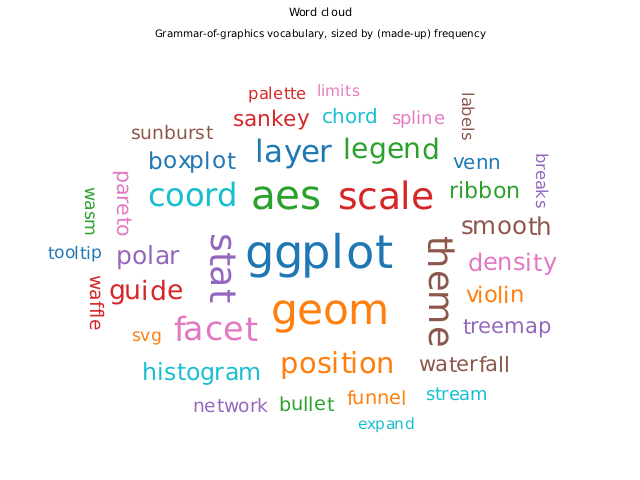 Word cloud
Grammar-of-graphics vocabulary, sized by (made-up) frequency
palette limits
sankey chord spline labels
sunburst
boxplot layer legend venn breaks
pareto coord aes scale ribbon
wasm smooth
tooltip polar stat ggplot theme density
waffle guide geom violin
svg facet treemap
histogram position waterfall
network bullet funnel stream
expand